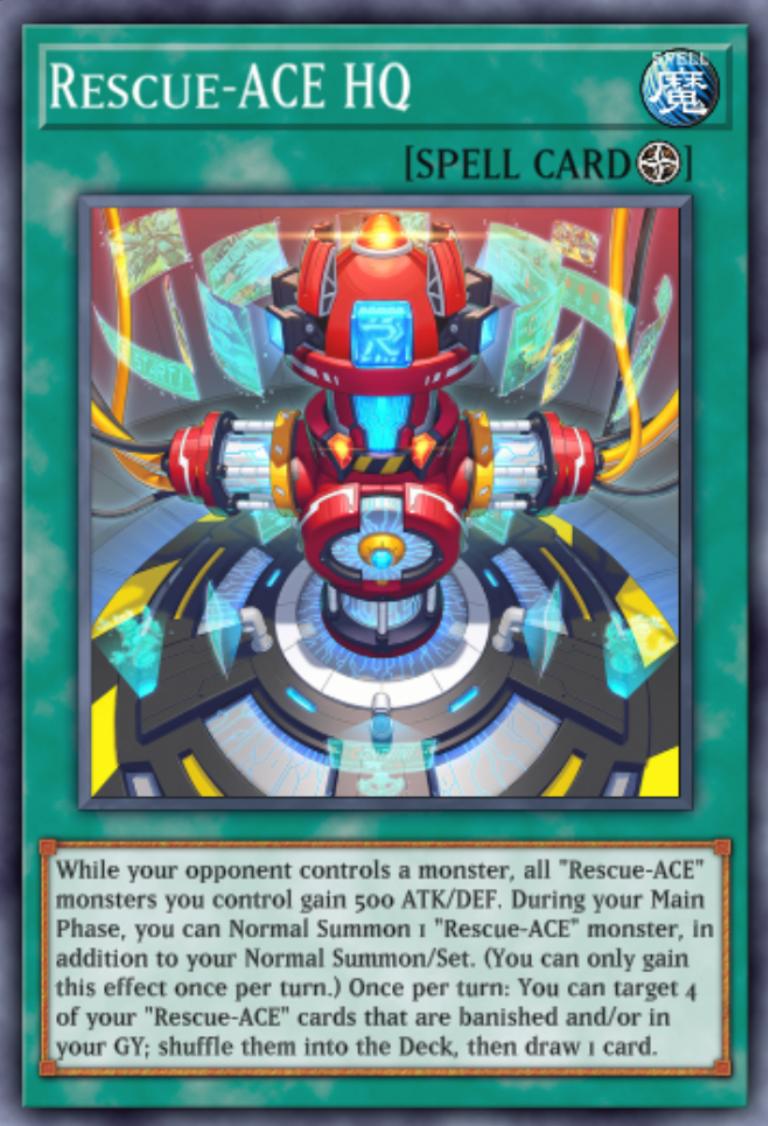 Rescue-ACE HQ
SPELL
魔
[SPELL CARD]
While your opponent controls a monster, all "Rescue-ACE"
monsters you control gain 500 ATK/DEF. During your Main
Phase, you can Normal Summon 1 "Rescue-ACE" monster, in
addition to your Normal Summon/Set. (You can only gain
this effect once per turn.) Once per turn: You can target 4
of your "Rescue-ACE" cards that are banished and/or in
your GY; shuffle them into the Deck, then draw 1 card.